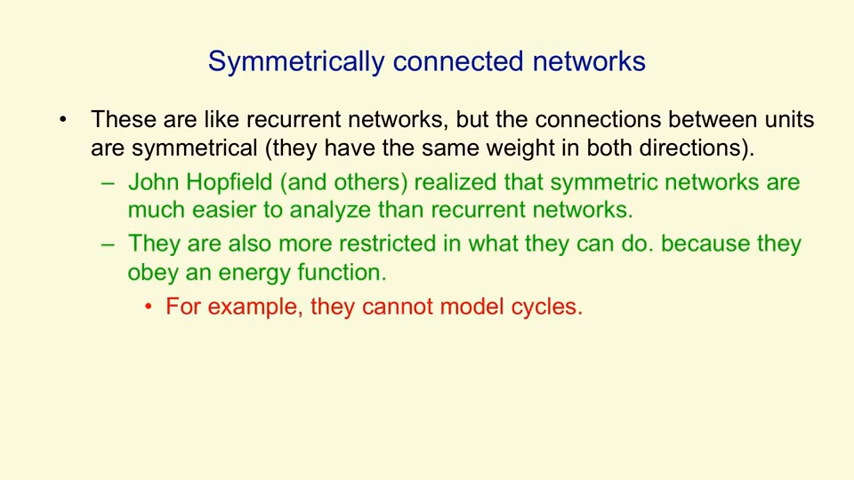 Symmetrically connected networks
• These are like recurrent networks, but the connections between units
are symmetrical (they have the same weight in both directions).
– John Hopfield (and others) realized that symmetric networks are
much easier to analyze than recurrent networks.
– They are also more restricted in what they can do. because they
obey an energy function.
• For example, they cannot model cycles.